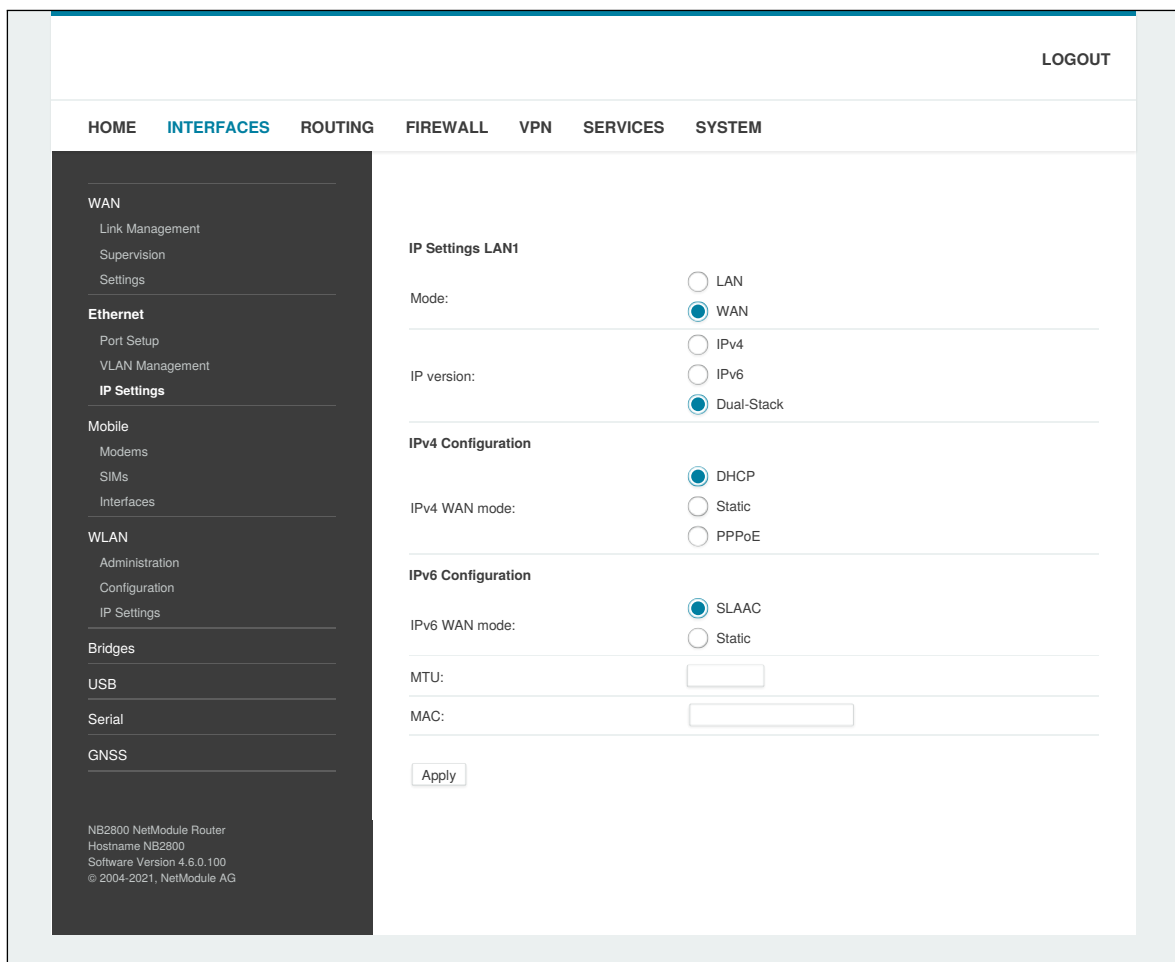 LOGOUT
HOME INTERFACES ROUTING FIREWALL VPN SERVICES SYSTEM
WAN
Link Management
Supervision
Settings
Ethernet
Port Setup
VLAN Management
IP Settings
Mobile
Modems
SIMs
Interfaces
WLAN
Administration
Configuration
IP Settings
Bridges
USB
Serial
GNSS
NB2800 NetModule Router
Hostname NB2800
Software Version 4.6.0.100
© 2004-2021, NetModule AG
IP Settings LAN1
Mode:
LAN
WAN
IP version:
IPv4
IPv6
Dual-Stack
IPv4 Configuration
IPv4 WAN mode:
DHCP
Static
PPPoE
IPv6 Configuration
IPv6 WAN mode:
SLAAC
Static
MTU:
MAC:
Apply